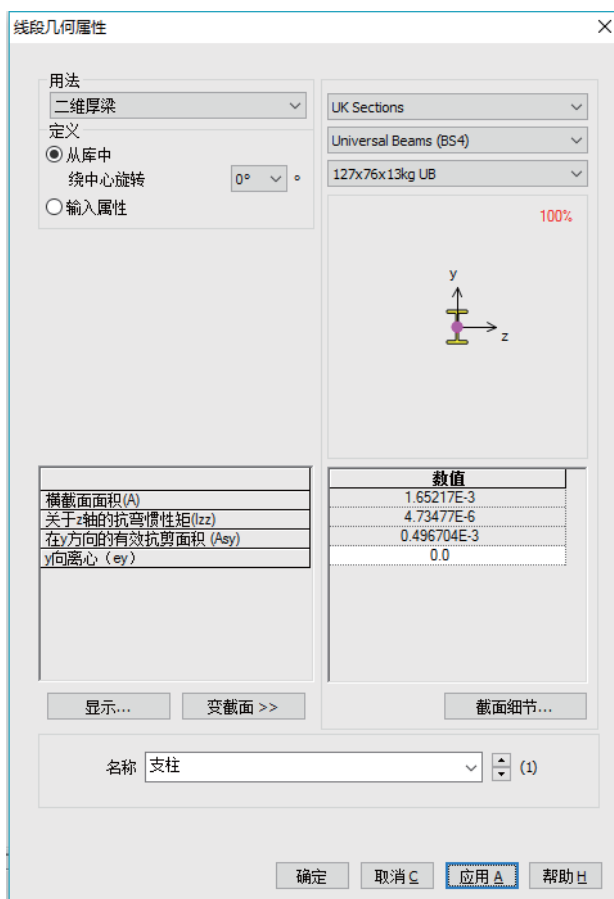 线段几何属性
用法
二维厚梁
定义
从库中
绕中心旋转 0° °
输入属性
UK Sections
Universal Beams (BS4)
127x76x13kg UB
100%
y
z
数值
横截面面积(A) 1.65217E-3
关于z轴的抗弯惯性矩(Izz) 4.73477E-6
在y方向的有效抗剪面积 (Asy) 0.496704E-3
y向离心（ey） 0.0
显示... 变截面 >> 截面细节...
名称 支柱 (1)
确定 取消 C 应用 A 帮助 H